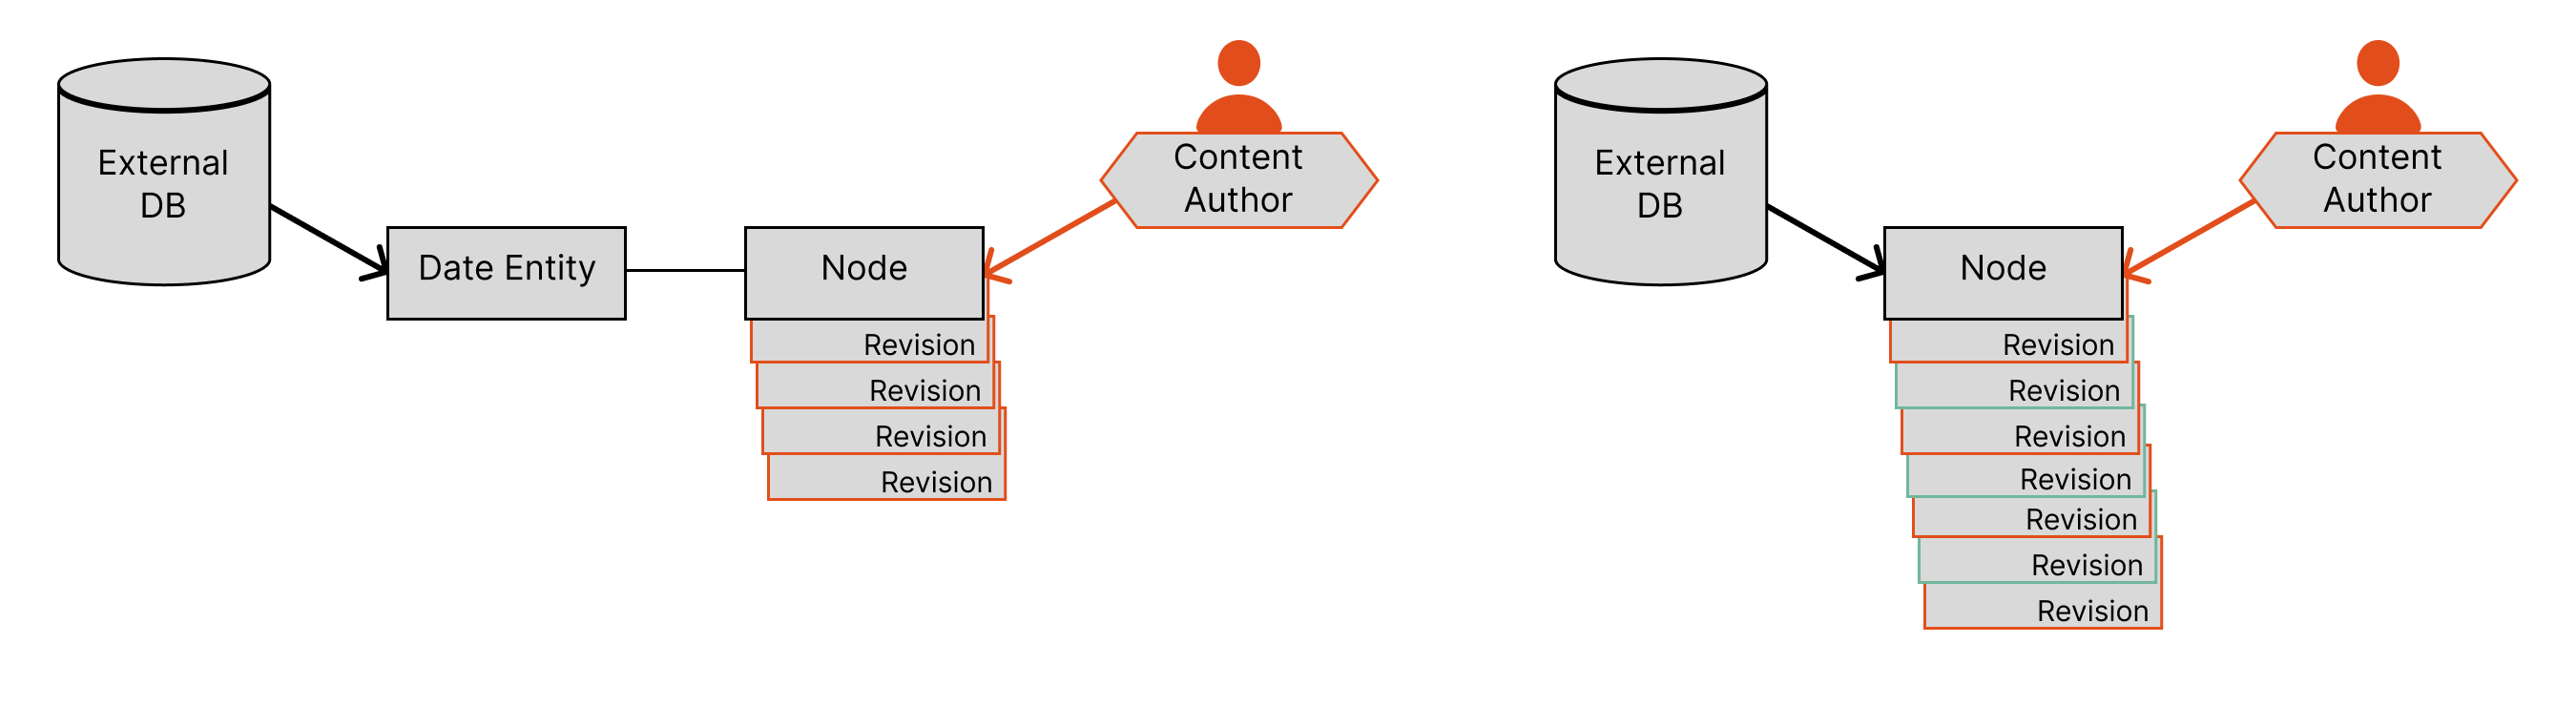 External
DB
Date Entity
Node
Content
Author
Revision
Revision
Revision
Revision
External
DB
Node
Content
Author
Revision
Revision
Revision
Revision
Revision
Revision
Revision